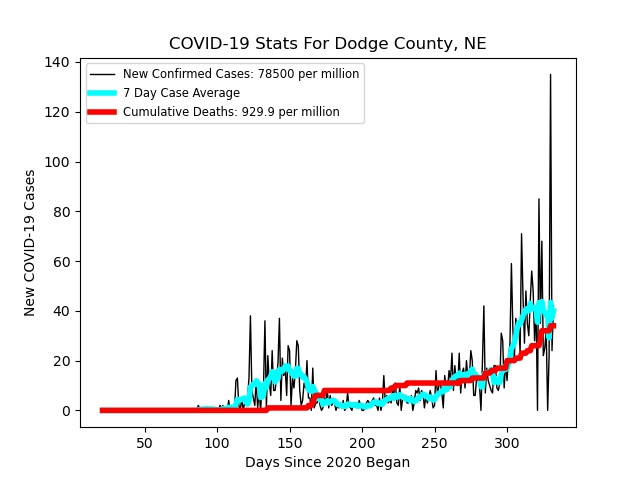 COVID-19 Stats For Dodge County, NE
New Confirmed Cases: 78500 per million
7 Day Case Average
Cumulative Deaths: 929.9 per million
New COVID-19 Cases
140
120
100
80
60
40
20
0
50 100 150 200 250 300
Days Since 2020 Began